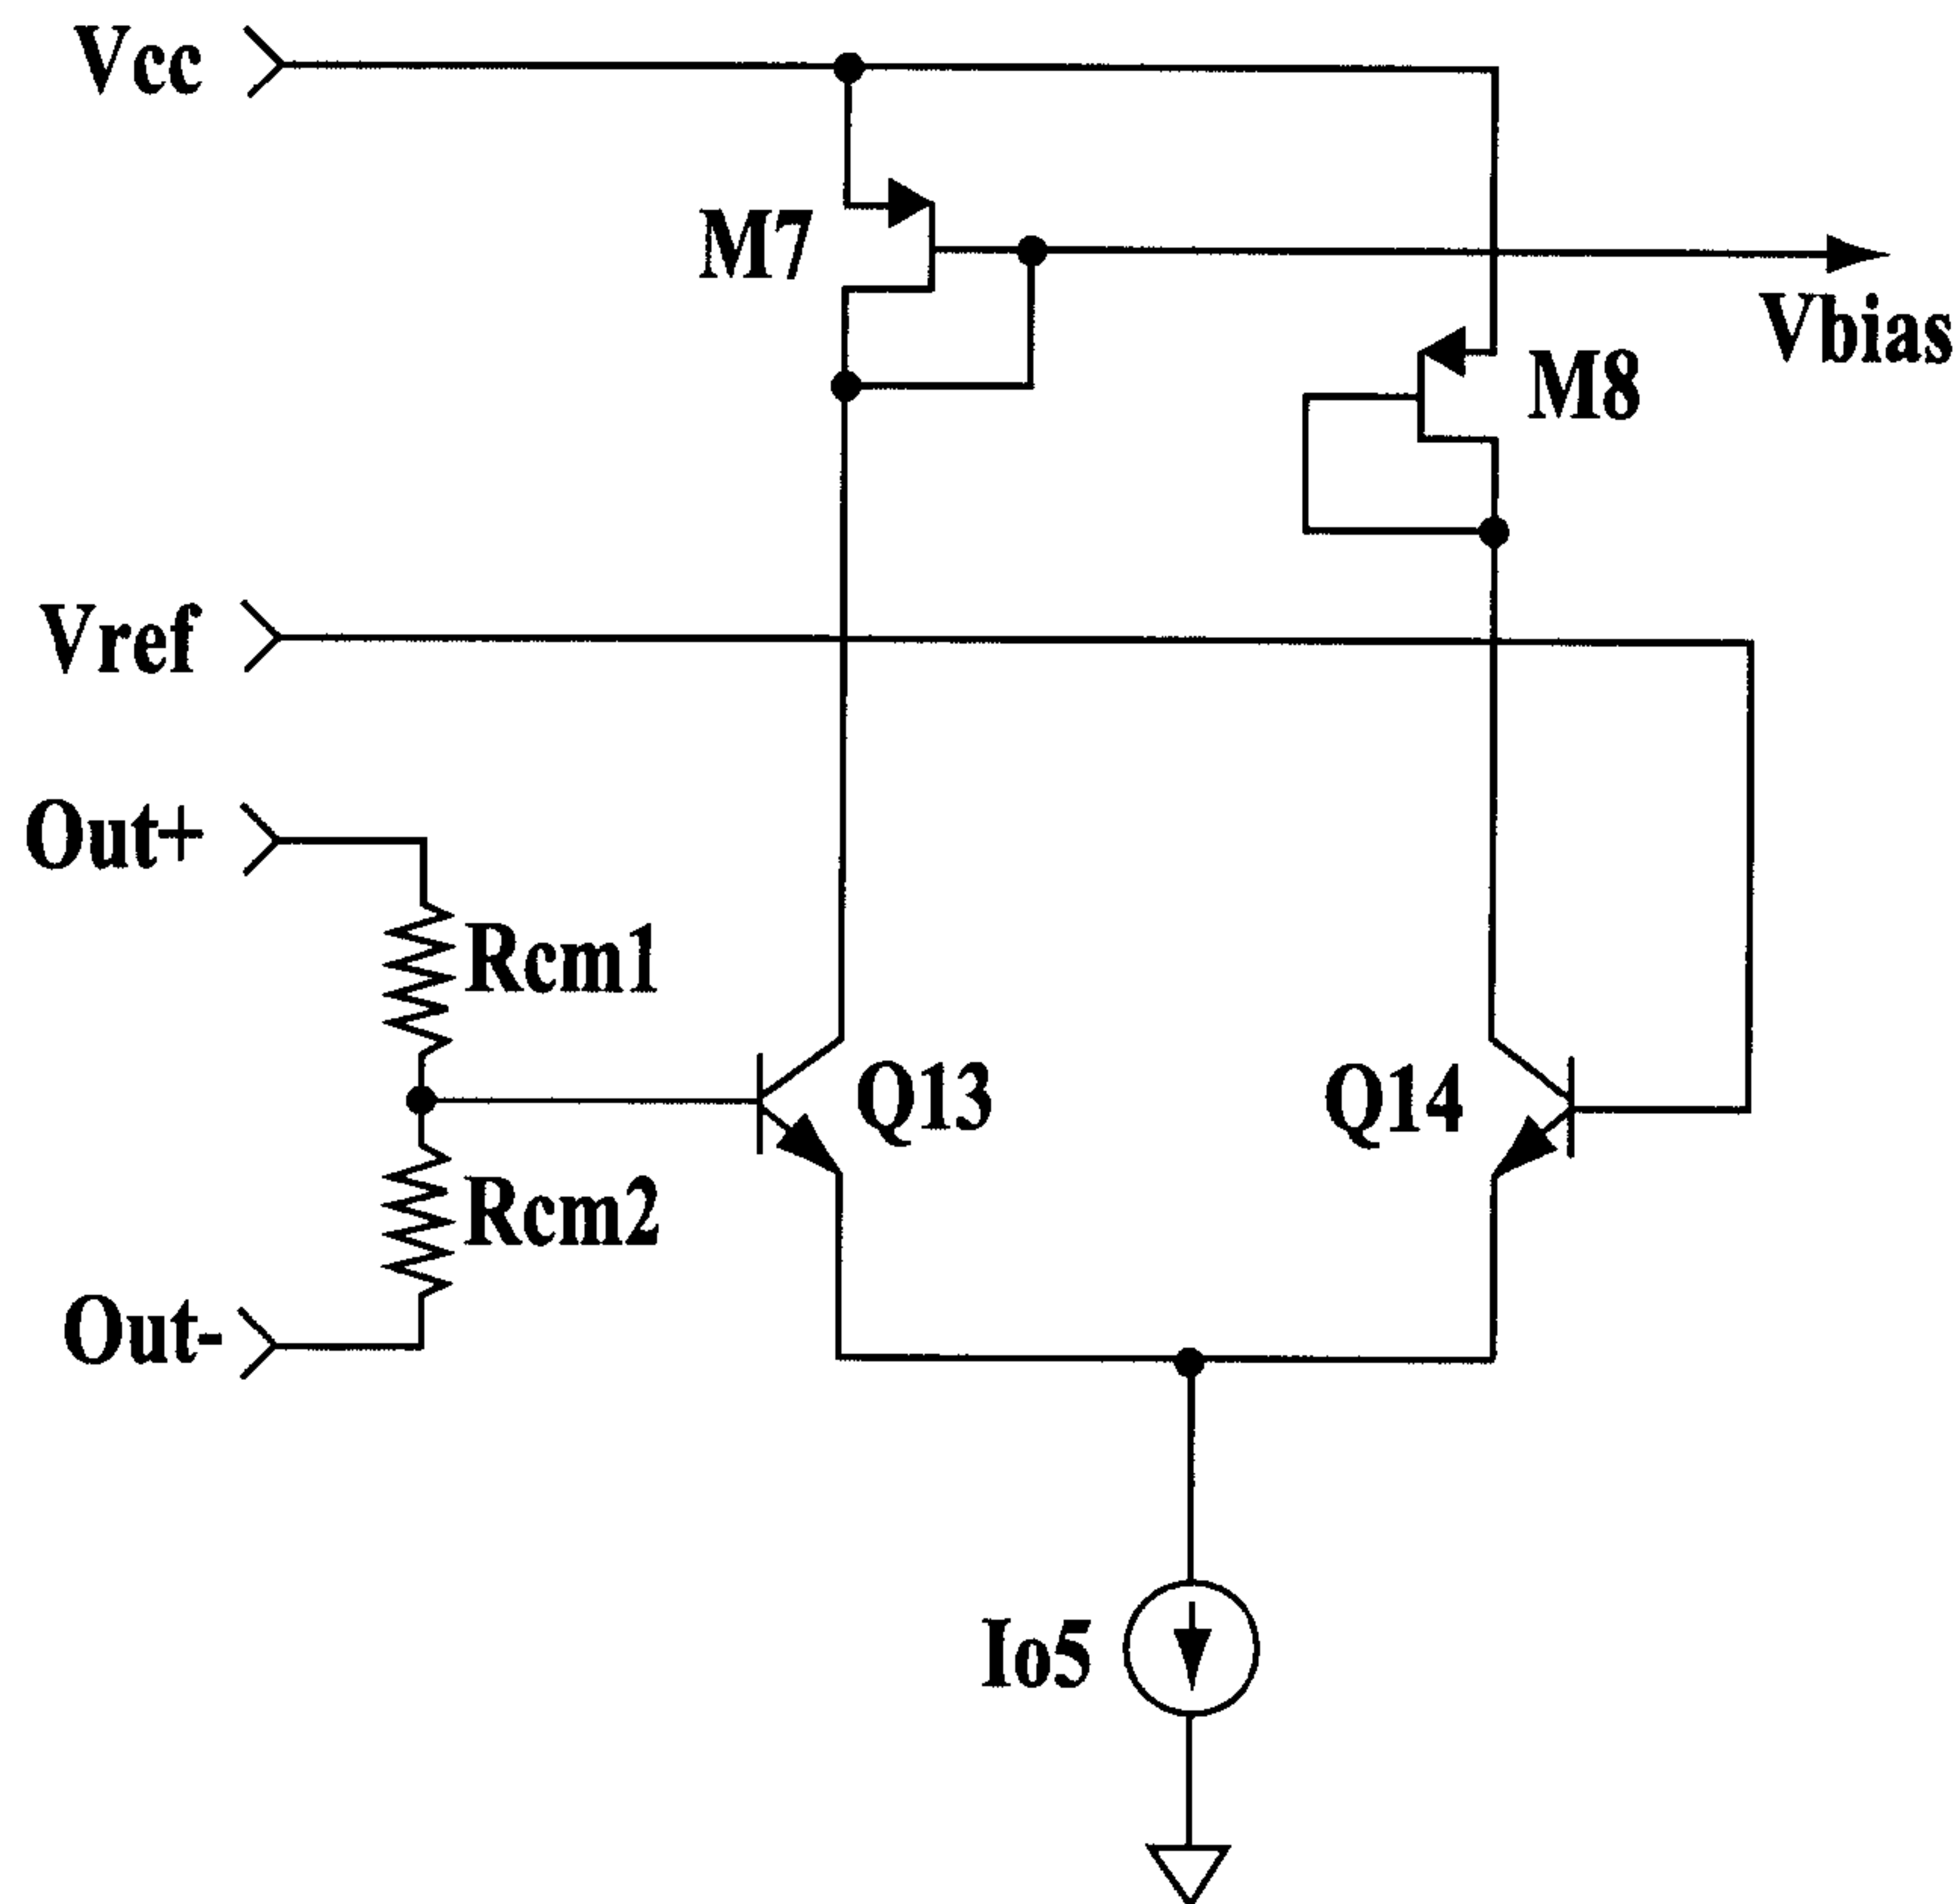 Vcc
M7
Vbias
M8
Vref
Out+
Rcm1
Q13
Q14
Rcm2
Out-
Io5